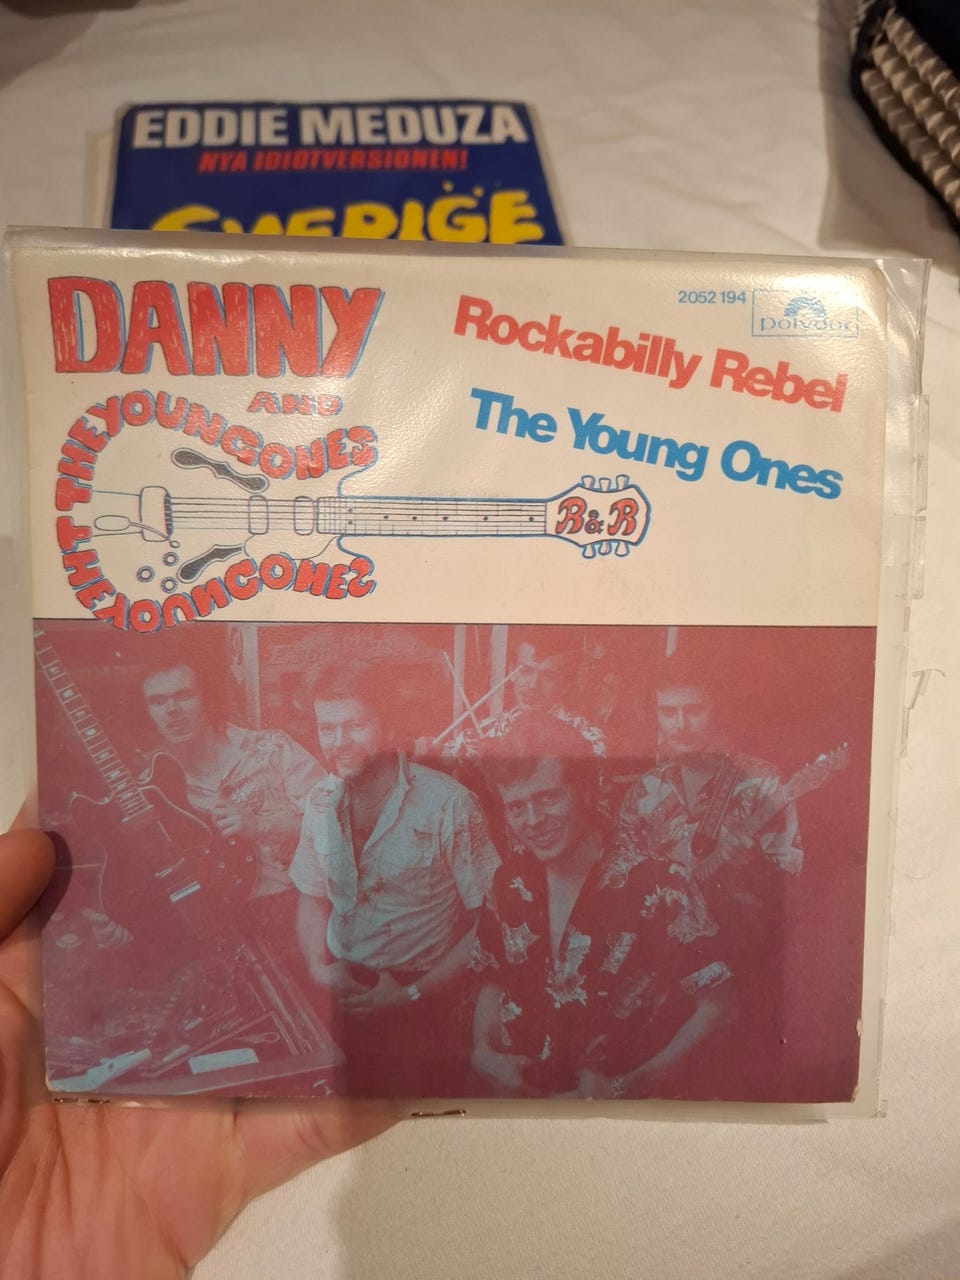 EDDIE MEDUZA
NYA IDIOTVERSIONEN!
SVERIGE
DANNY
AND
THE YOUNG ONES
THE YOUNG ONES
B & B
Rockabilly Rebel
The Young Ones
2052 194
polydor